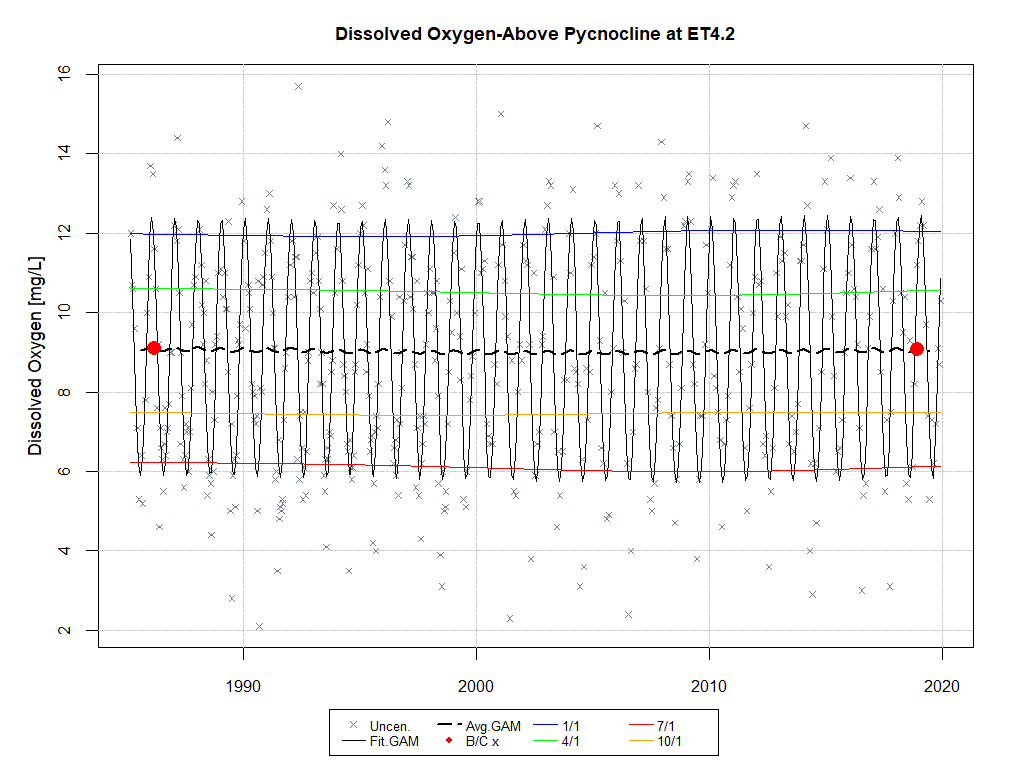 Dissolved Oxygen-Above Pycnocline at ET4.2
Dissolved Oxygen [mg/L]
16
14
12
10
8
6
4
2
1990 2000 2010 2020
Uncen. Avg.GAM 1/1 7/1
Fit.GAM B/C x 4/1 10/1